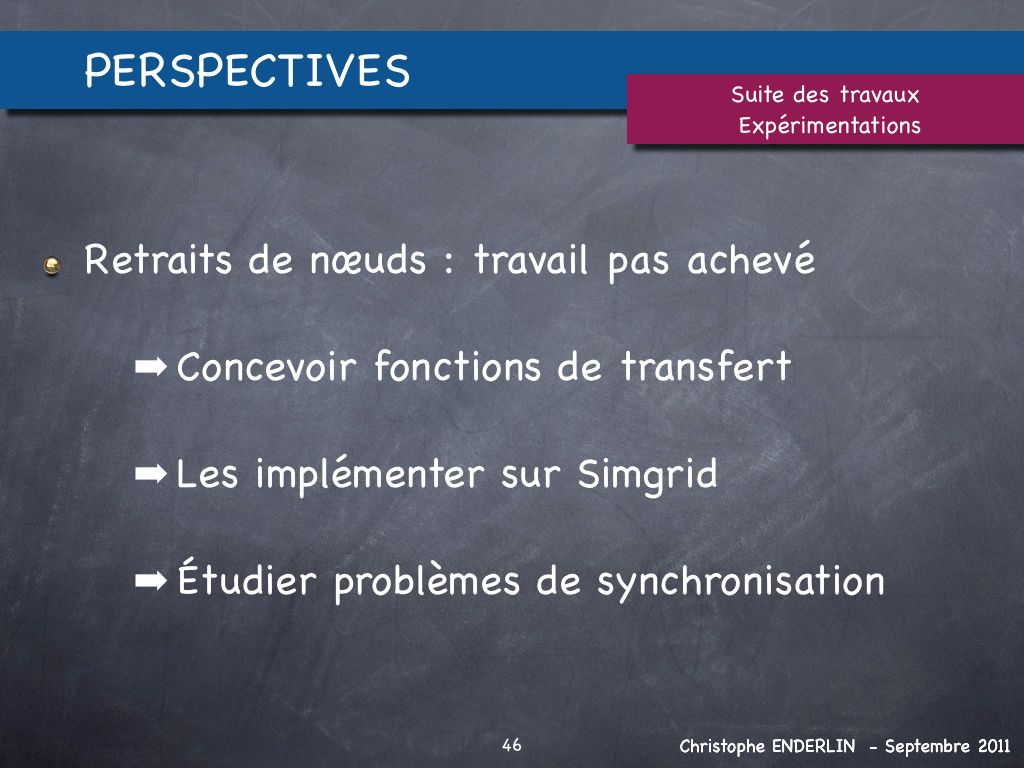 PERSPECTIVES
Suite des travaux
Expérimentations
Retraits de nœuds : travail pas achevé
➡ Concevoir fonctions de transfert
➡ Les implémenter sur Simgrid
➡ Étudier problèmes de synchronisation
46
Christophe ENDERLIN - Septembre 2011